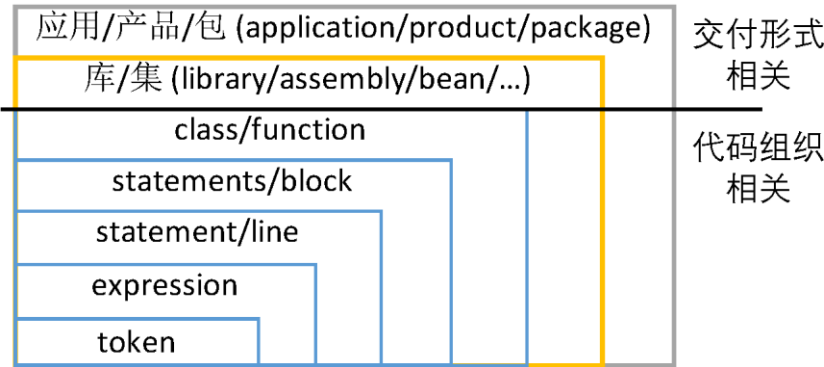 应用/产品/包 (application/product/package)
库/集 (library/assembly/bean/…)
class/function
statements/block
statement/line
expression
token
交付形式
相关
代码组织
相关